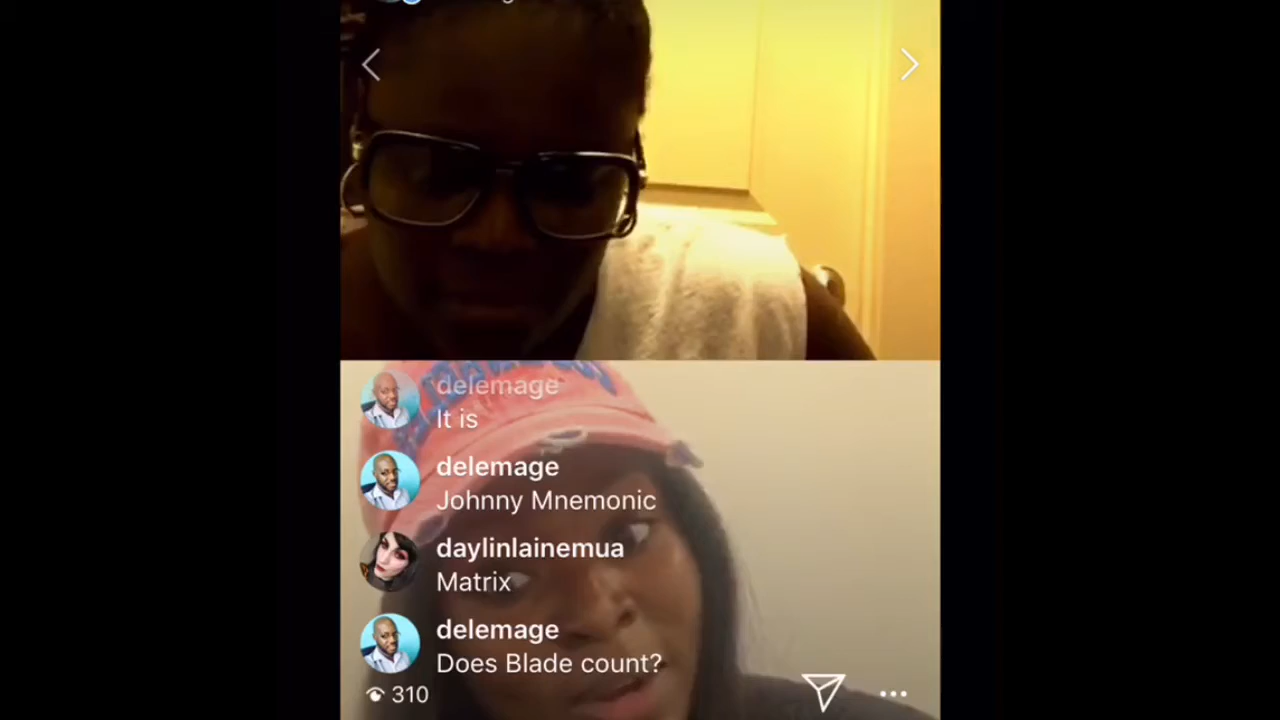 delemage
It is
delemage
Johnny Mnemonic
daylinlainemua
Matrix
delemage
Does Blade count?
310